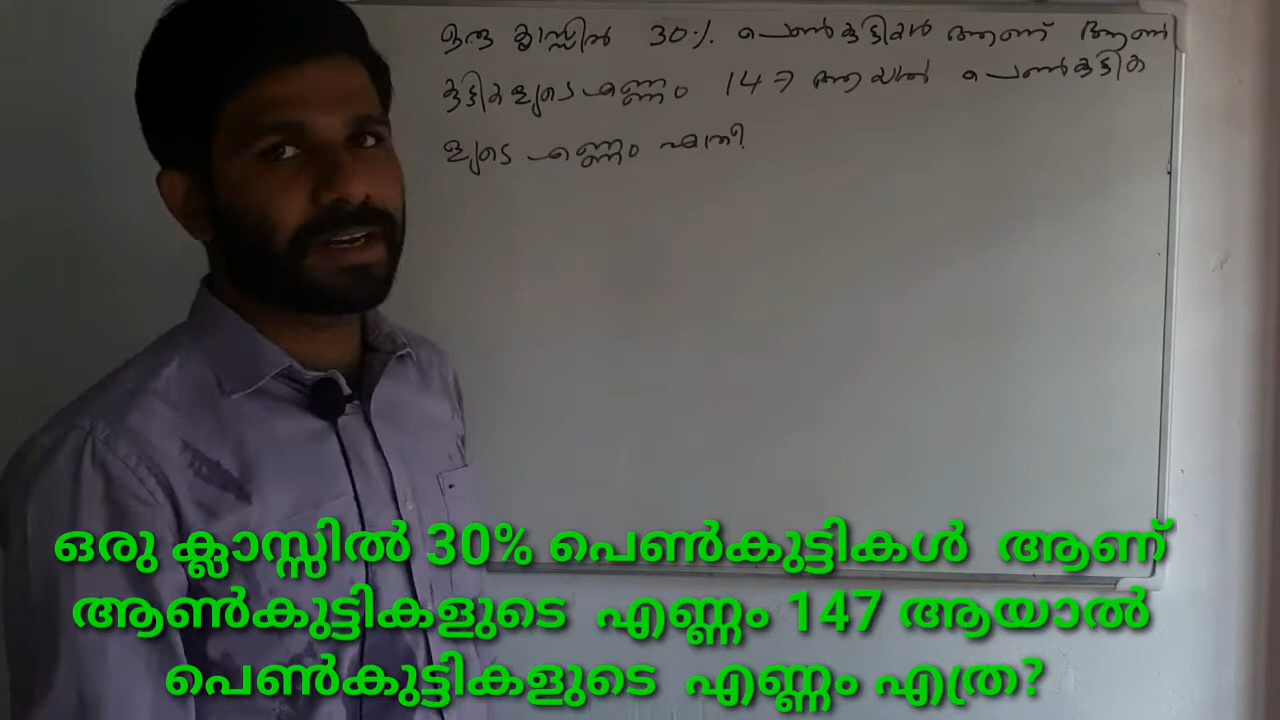 ഒരു ക്ലാസ്സിൽ 30% പെൺകുട്ടികൾ ആണ് ആൺ
കുട്ടികളുടെ എണ്ണം 147 ആയാൽ പെൺകുട്ടിക
ളുടെ എണ്ണം എത്ര?
ഒരു ക്ലാസ്സിൽ 30% പെൺകുട്ടികൾ ആണ്
ആൺകുട്ടികളുടെ എണ്ണം 147 ആയാൽ
പെൺകുട്ടികളുടെ എണ്ണം എത്ര?